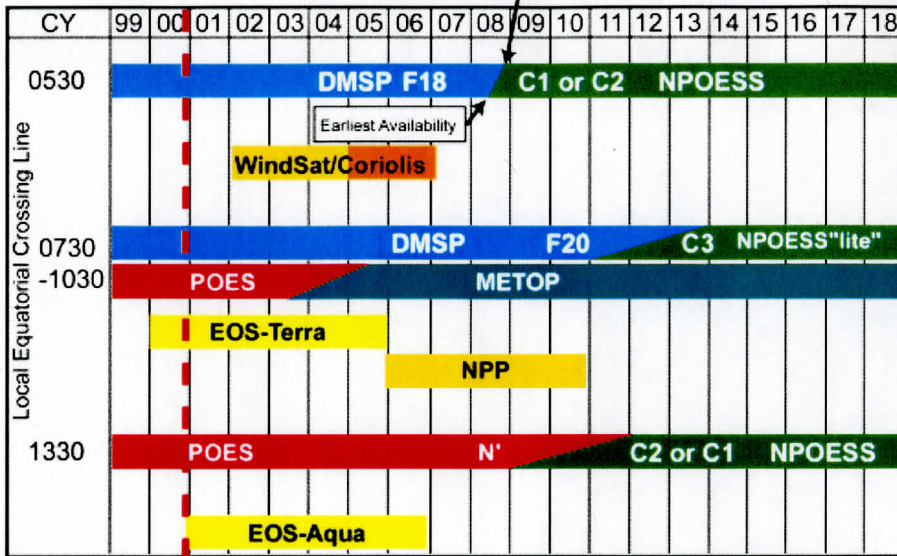 CY 99 00 01 02 03 04 05 06 07 08 09 10 11 12 13 14 15 16 17 18
Local Equatorial Crossing Line
0530 DMSP F18 C1 or C2 NPOESS
Earliest Availability
WindSat/Coriolis
0730 DMSP F20 C3 NPOESS"lite"
-1030 POES METOP
EOS-Terra
NPP
1330 POES N' C2 or C1 NPOESS
EOS-Aqua